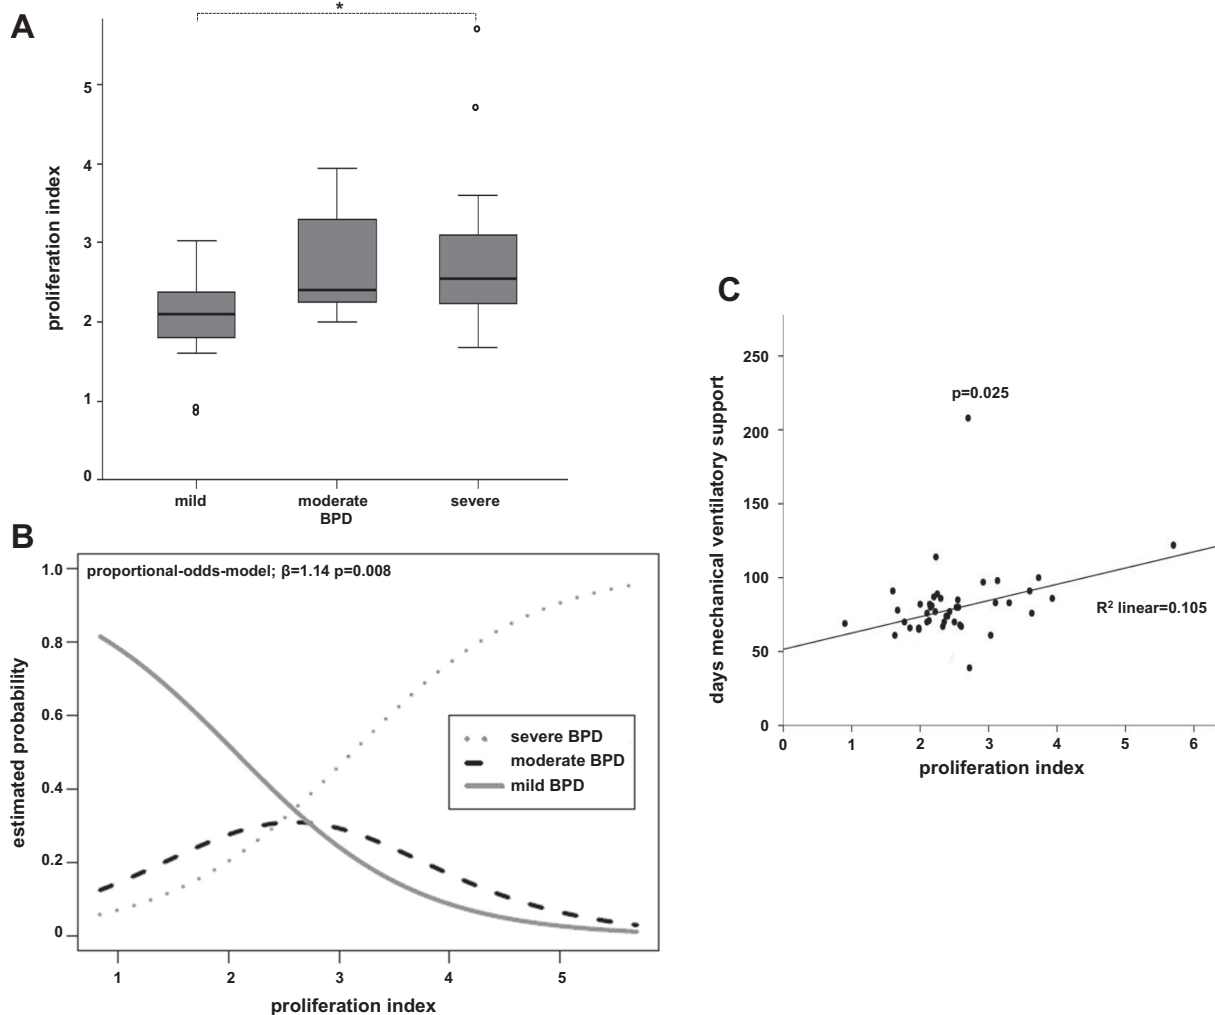 A
*
5
4
3
2
1
0
proliferation index
mild
moderate
severe
BPD
B
proportional-odds-model; β=1.14 p=0.008
1.0
0.8
0.6
0.4
0.2
0
estimated probability
severe BPD
moderate BPD
mild BPD
1
2
3
4
5
proliferation index
C
250
200
150
100
50
0
days mechanical ventilatory support
p=0.025
R² linear=0.105
0
1
2
3
4
5
6
proliferation index